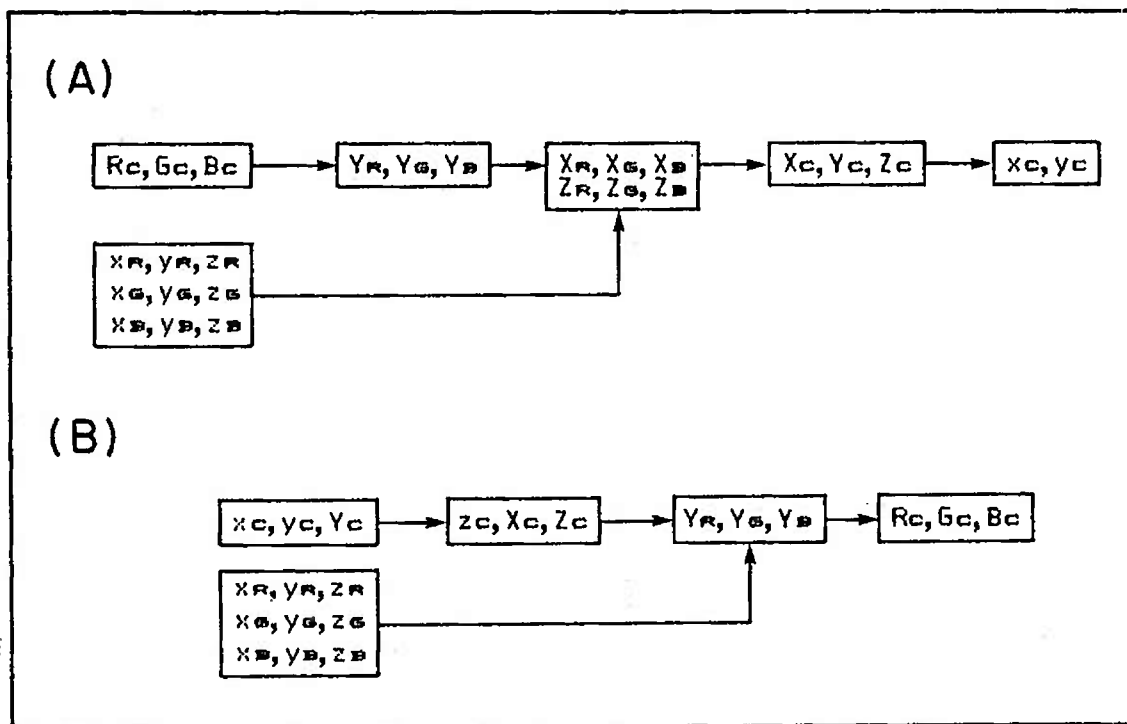 (A)
Rc, Gc, Bc
YR, YG, YB
XR, XG, XB
ZR, ZG, ZB
Xc, Yc, Zc
xc, yc
xR, yR, zR
xG, yG, zG
xB, yB, zB
(B)
xc, yc, Yc
zc, Xc, Zc
YR, YG, YB
Rc, Gc, Bc
xR, yR, zR
xG, yG, zG
xB, yB, zB